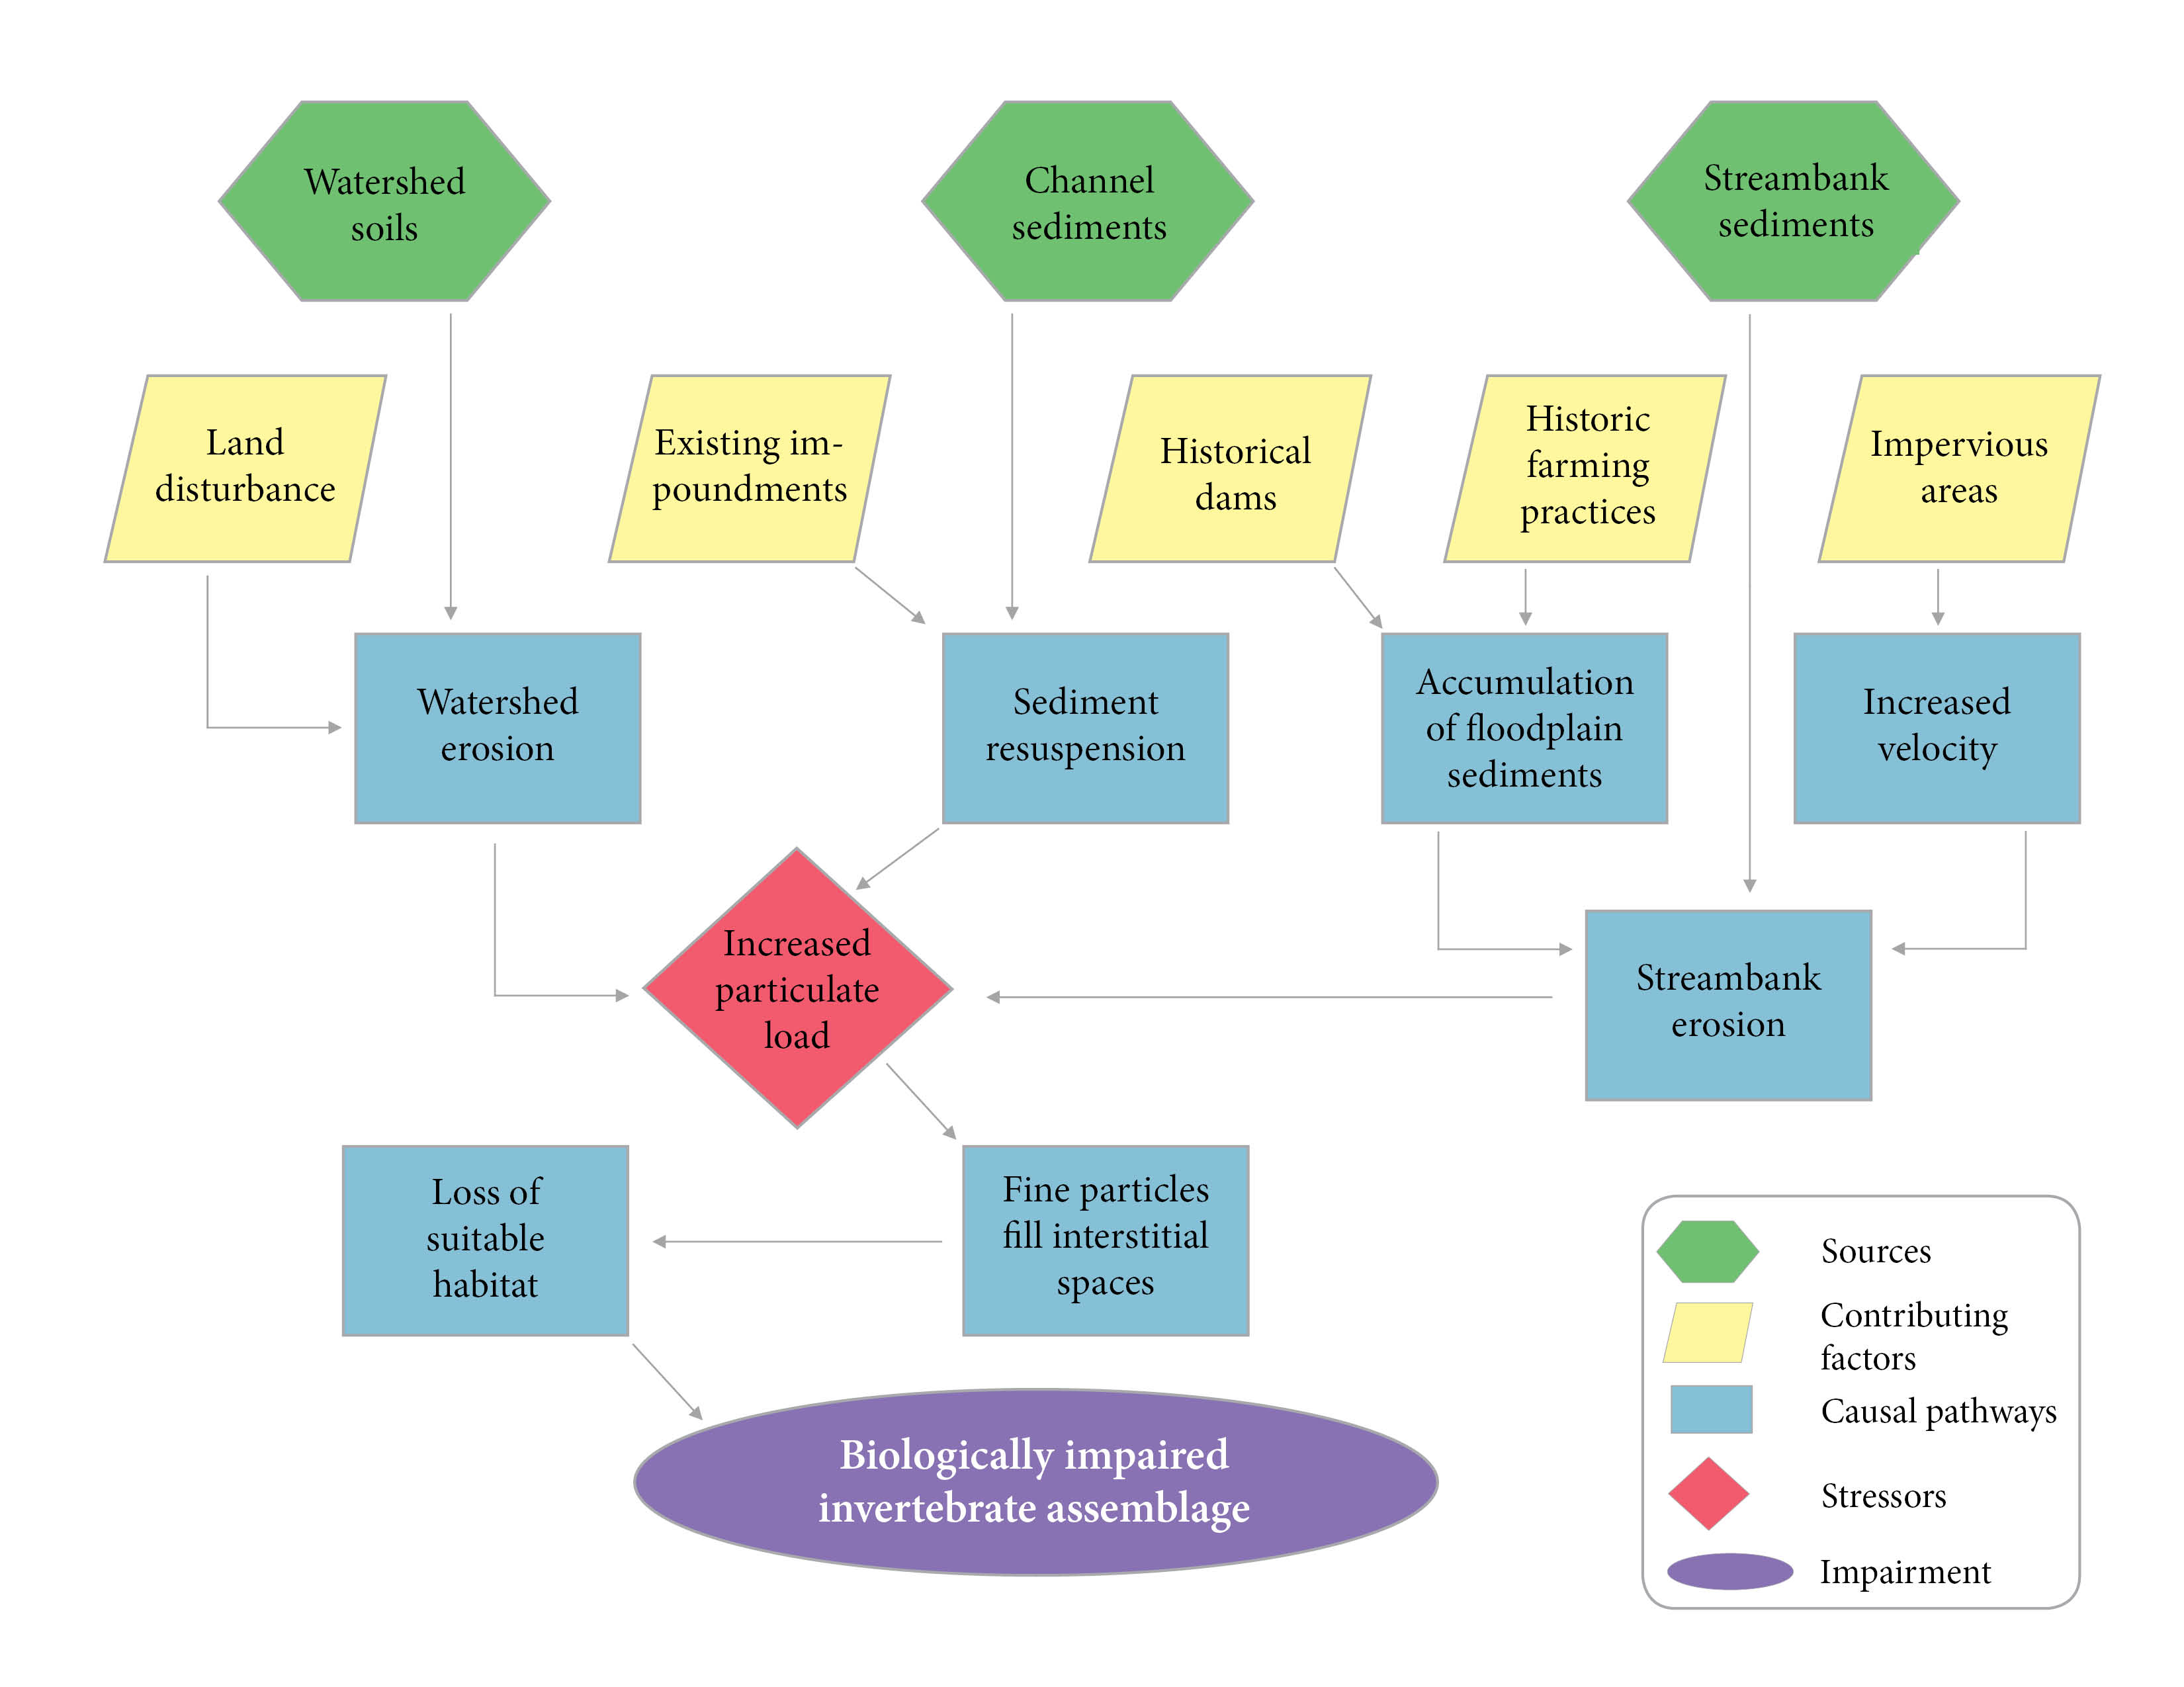 Watershed
soils
Channel
sediments
Streambank
sediments
Land
disturbance
Existing im-
poundments
Historical
dams
Historic
farming
practices
Impervious
areas
Watershed
erosion
Sediment
resuspension
Accumulation
of floodplain
sediments
Increased
velocity
Increased
particulate
load
Streambank
erosion
Loss of
suitable
habitat
Fine particles
fill interstitial
spaces
Biologically impaired
invertebrate assemblage
Sources
Contributing
factors
Causal pathways
Stressors
Impairment